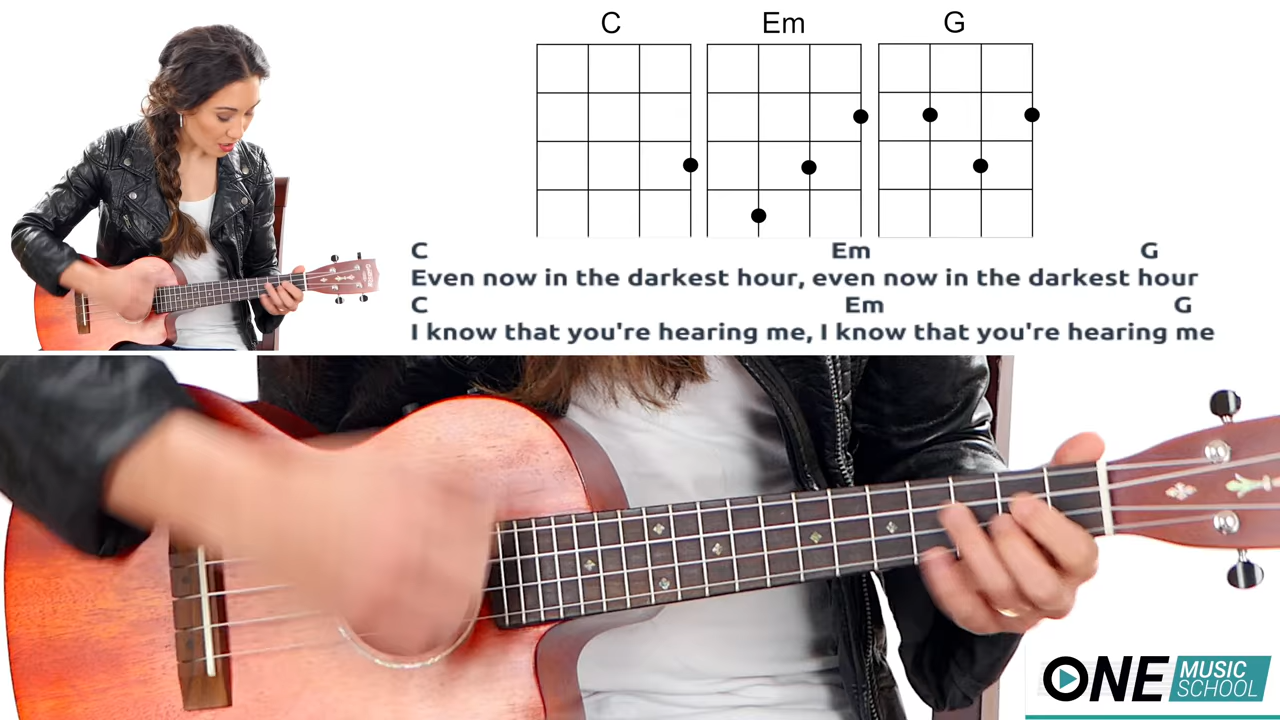 C Em G
C Em G
Even now in the darkest hour, even now in the darkest hour
C Em G
I know that you're hearing me, I know that you're hearing me
ONE MUSIC SCHOOL